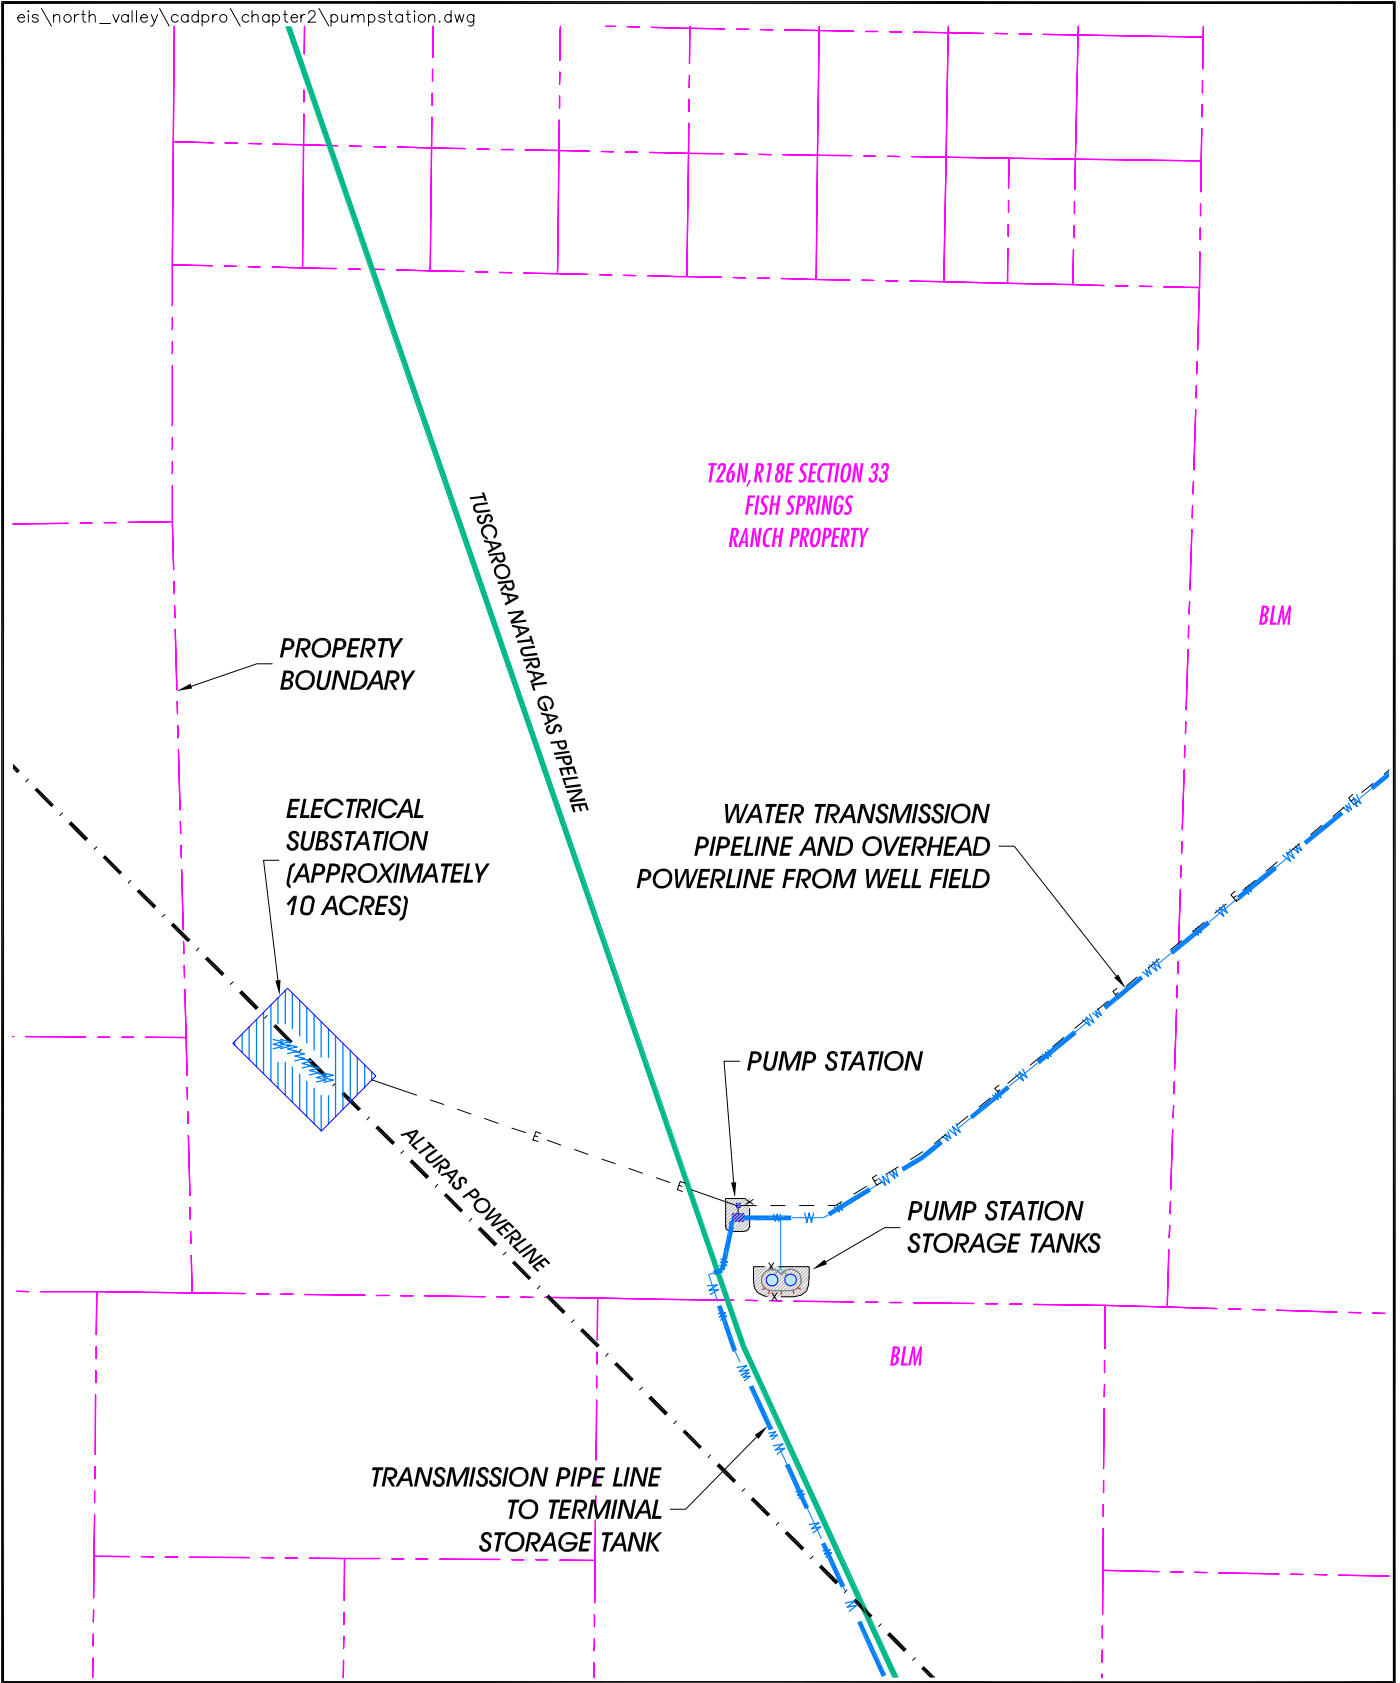 eis\north_valley\cadpro\chapter2\pumpstation.dwg
T26N,R18E SECTION 33
FISH SPRINGS
RANCH PROPERTY
TUSCARORA NATURAL GAS PIPELINE
BLM
PROPERTY
BOUNDARY
ELECTRICAL
SUBSTATION
(APPROXIMATELY
10 ACRES)
WATER TRANSMISSION
PIPELINE AND OVERHEAD
POWERLINE FROM WELL FIELD
PUMP STATION
ALTURAS POWERLINE
PUMP STATION
STORAGE TANKS
BLM
TRANSMISSION PIPE LINE
TO TERMINAL
STORAGE TANK